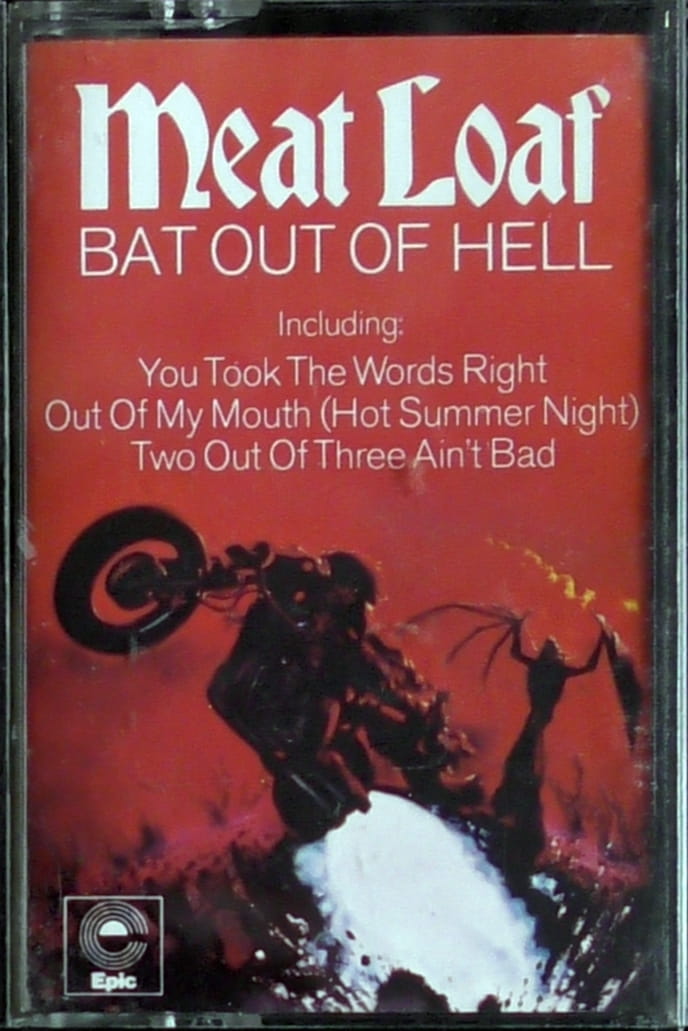 Meat Loaf
BAT OUT OF HELL
Including:
You Took The Words Right
Out Of My Mouth (Hot Summer Night)
Two Out Of Three Ain't Bad
Epic